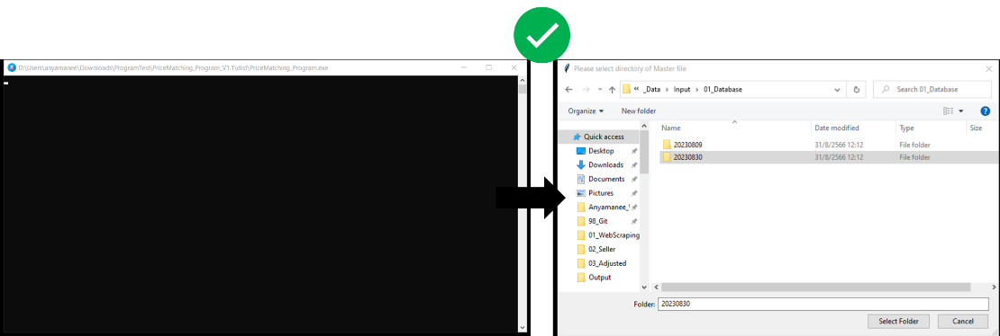 D:\Users\anyamanee\Downloads\ProgramTest\PriceMatching_Program_V1.1\dist\PriceMatching_Program.exe
Please select directory of Master file
« _Data › Input › 01_Database
Search 01_Database
Organize
New folder
Name Date modified Type Size
Quick access
Desktop
Downloads
Documents
Pictures
Anyamanee_
98_Git
01_WebScraping
02_Seller
03_Adjusted
Output
20230809 31/8/2566 12:12 File folder
20230830 31/8/2566 12:12 File folder
Folder: 20230830
Select Folder Cancel